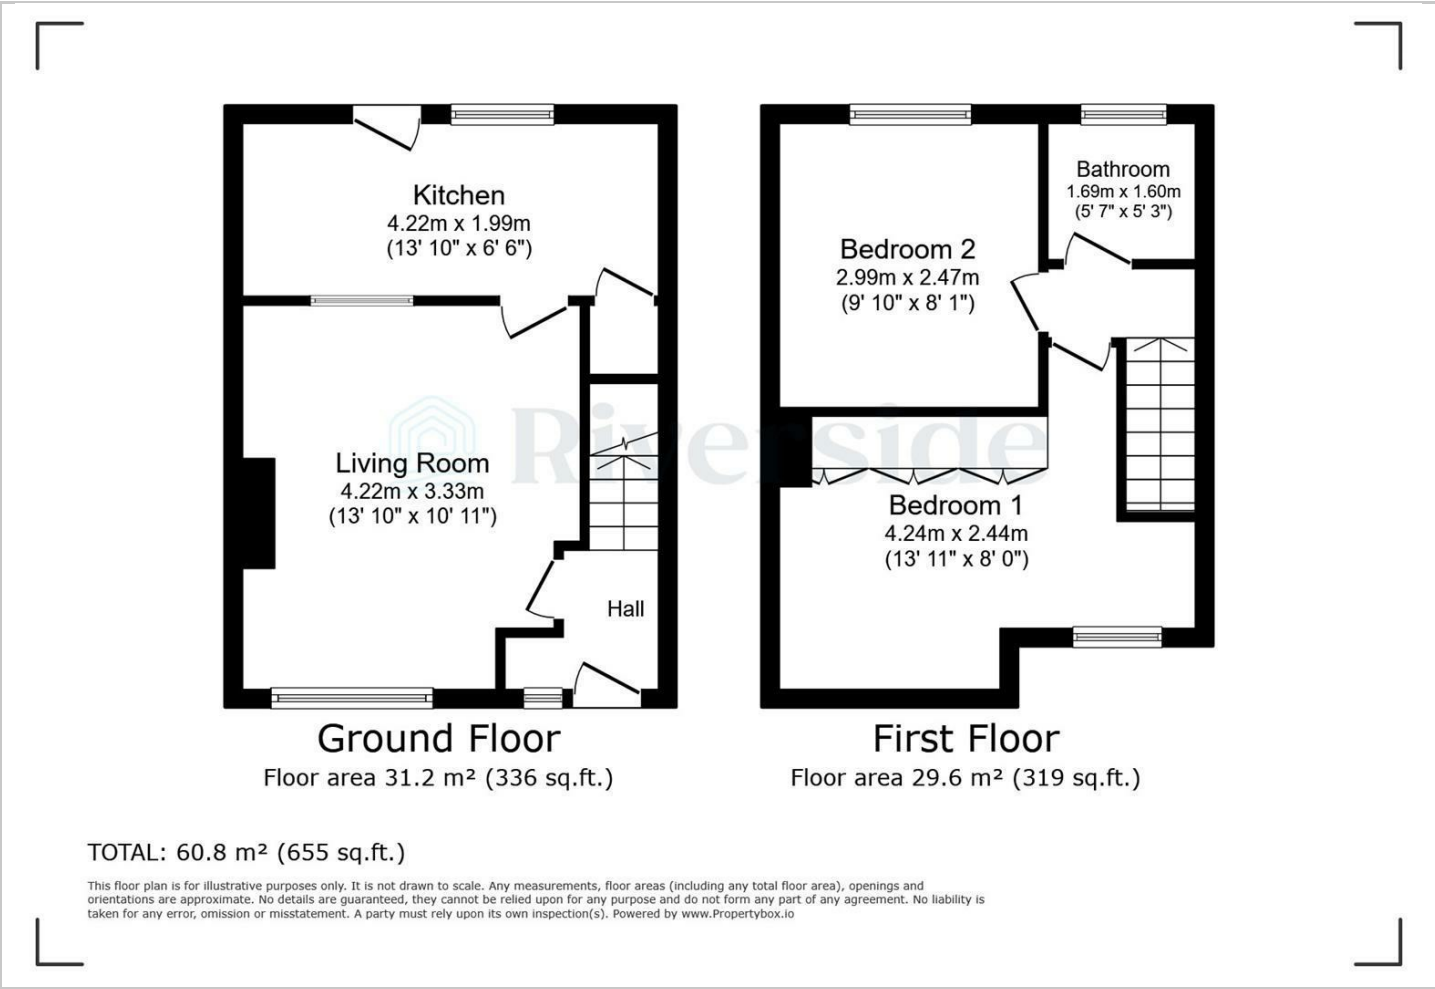 Kitchen
4.22m x 1.99m
(13' 10" x 6' 6")
Living Room
4.22m x 3.33m
(13' 10" x 10' 11")
Hall
Ground Floor
Floor area 31.2 m² (336 sq.ft.)
Bedroom 2
2.99m x 2.47m
(9' 10" x 8' 1")
Bathroom
1.69m x 1.60m
(5' 7" x 5' 3")
Bedroom 1
4.24m x 2.44m
(13' 11" x 8' 0")
First Floor
Floor area 29.6 m² (319 sq.ft.)
Riverside
TOTAL: 60.8 m² (655 sq.ft.)
This floor plan is for illustrative purposes only. It is not drawn to scale. Any measurements, floor areas (including any total floor area), openings and
orientations are approximate. No details are guaranteed, they cannot be relied upon for any purpose and do not form any part of any agreement. No liability is
taken for any error, omission or misstatement. A party must rely upon its own inspection(s). Powered by www.Propertybox.io